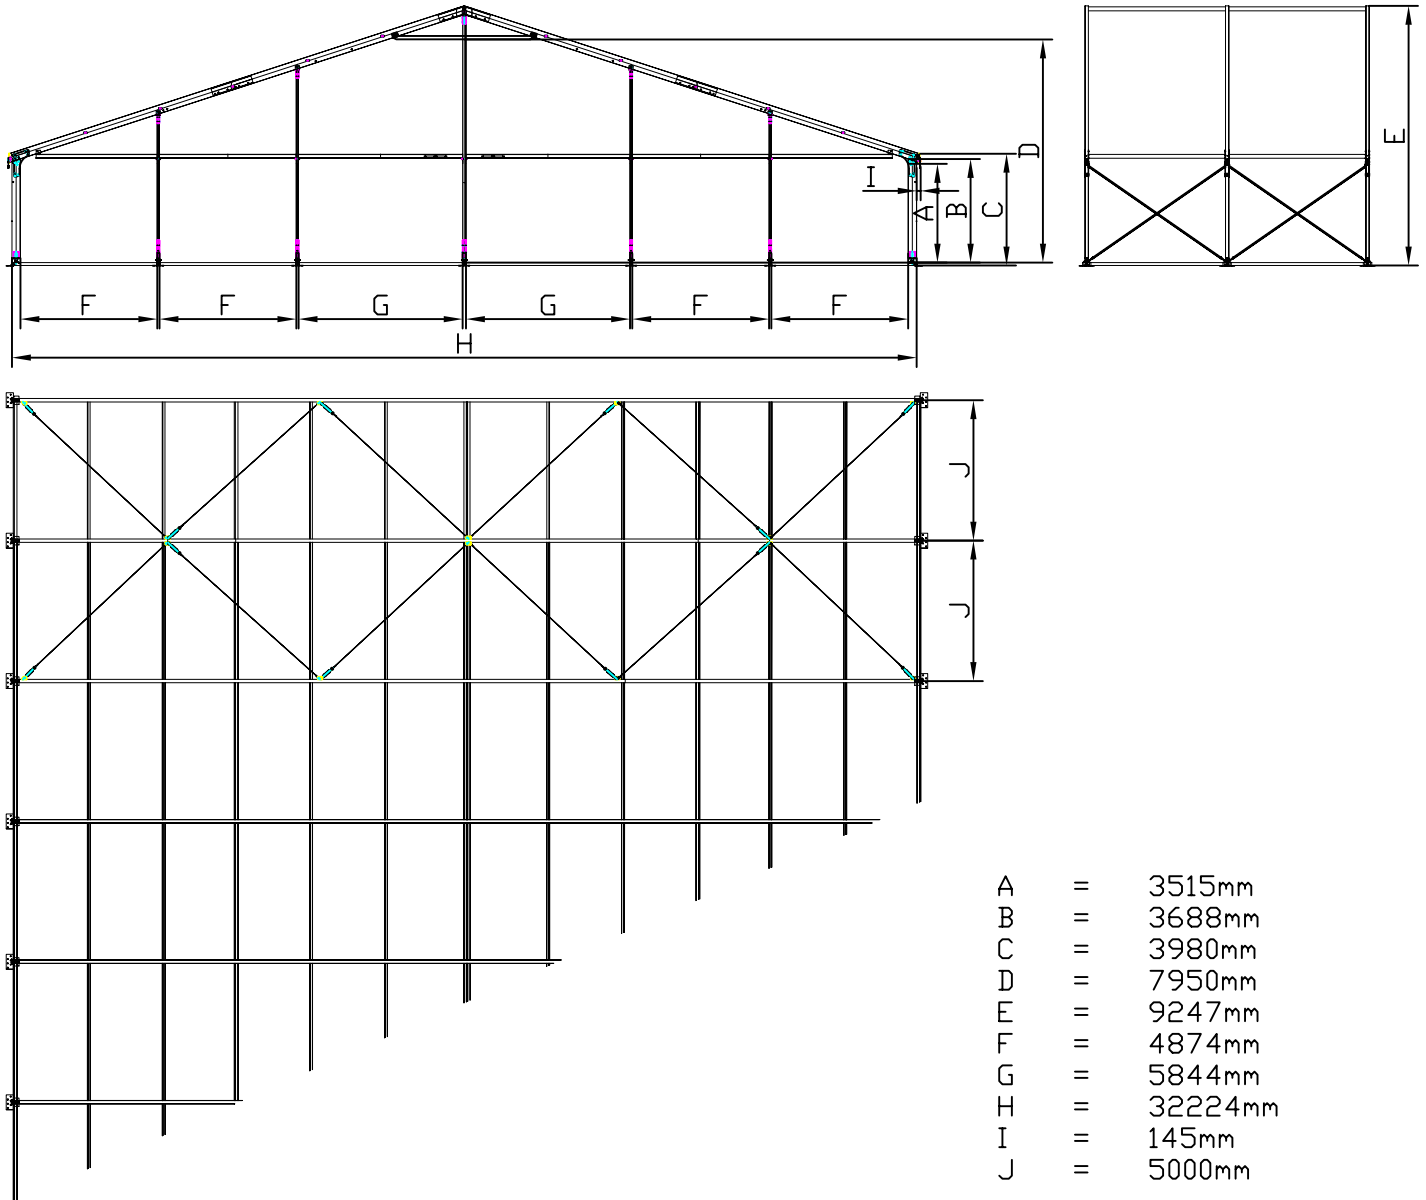 D
E
I
A
B
C
F
F
G
G
F
F
H
J
J
A = 3515mm
B = 3688mm
C = 3980mm
D = 7950mm
E = 9247mm
F = 4874mm
G = 5844mm
H = 32224mm
I = 145mm
J = 5000mm